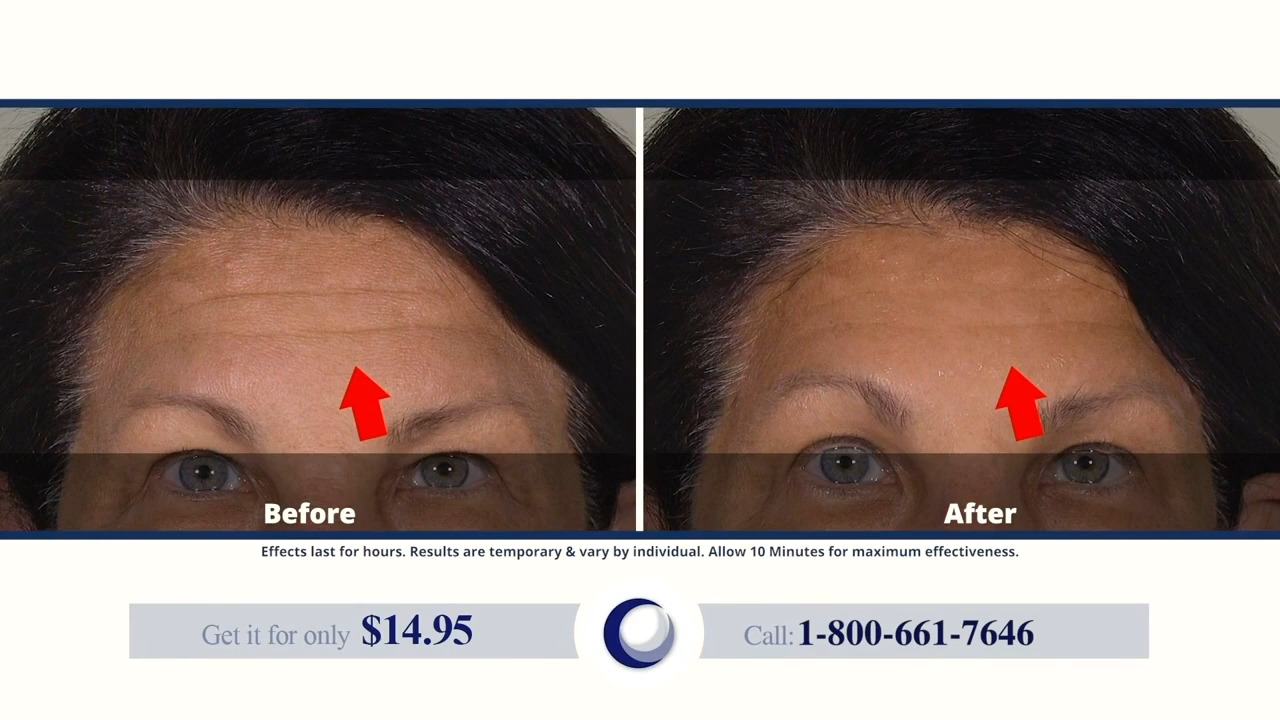 Before
After
Effects last for hours. Results are temporary & vary by individual. Allow 10 Minutes for maximum effectiveness.
Get it for only $14.95
Call: 1-800-661-7646